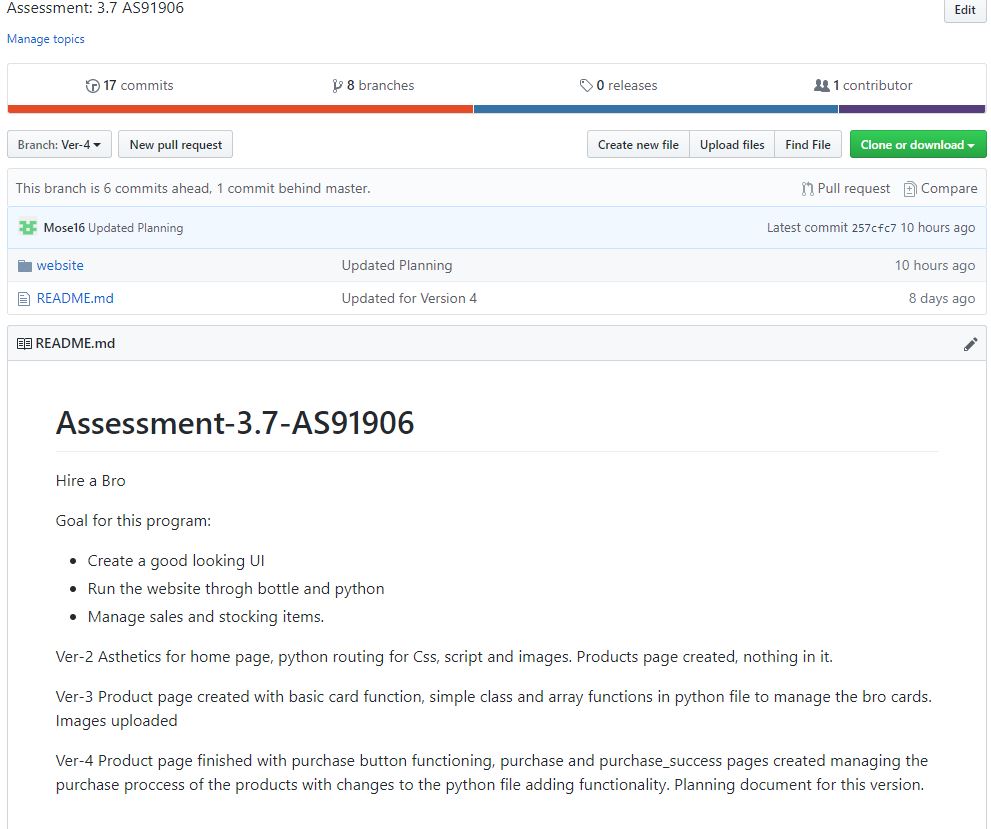 Assessment: 3.7 AS91906
Edit
Manage topics
17 commits
8 branches
0 releases
1 contributor
Branch: Ver-4
New pull request
Create new file
Upload files
Find File
Clone or download
This branch is 6 commits ahead, 1 commit behind master.
Pull request
Compare
Mose16 Updated Planning
Latest commit 257cfc7 10 hours ago
website
Updated Planning
10 hours ago
README.md
Updated for Version 4
8 days ago
README.md
Assessment-3.7-AS91906
Hire a Bro
Goal for this program:
Create a good looking UI
Run the website throgh bottle and python
Manage sales and stocking items.
Ver-2 Asthetics for home page, python routing for Css, script and images. Products page created, nothing in it.
Ver-3 Product page created with basic card function, simple class and array functions in python file to manage the bro cards.
Images uploaded
Ver-4 Product page finished with purchase button functioning, purchase and purchase_success pages created managing the
purchase proccess of the products with changes to the python file adding functionality. Planning document for this version.